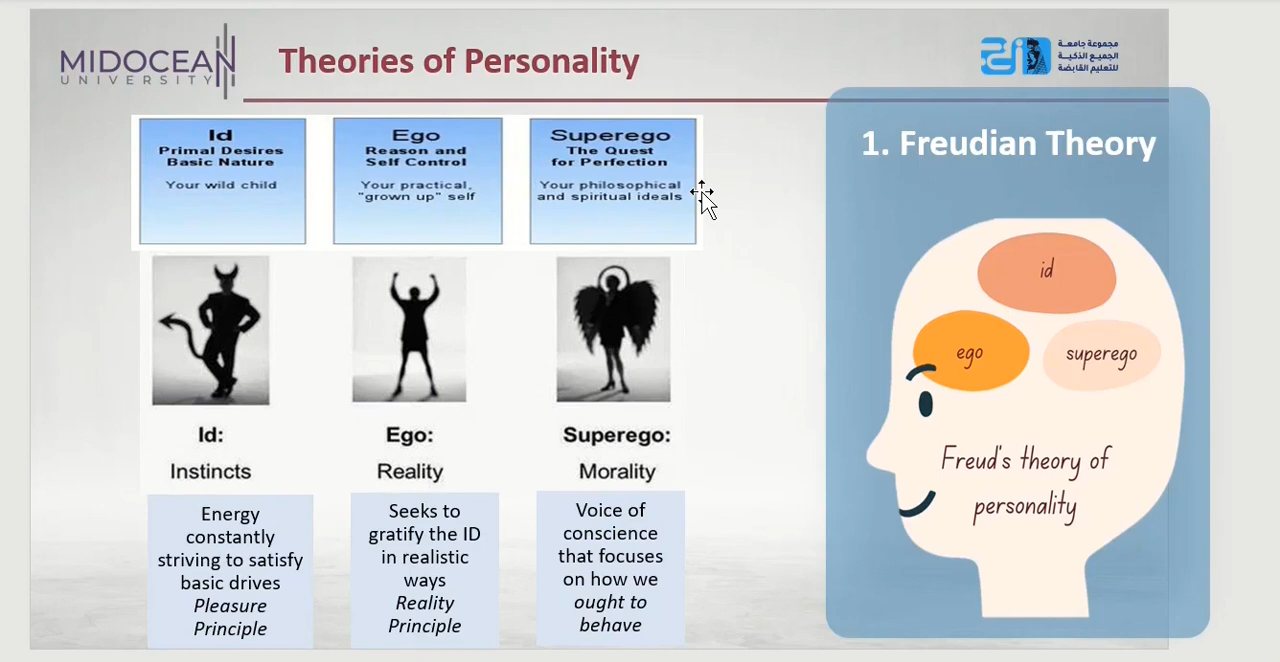 MIDOCEAN
UNIVERSITY
Theories of Personality
مجموعة جامعة
الجميع الذكية
للتعليم القابضة
1. Freudian Theory
Id
Primal Desires
Basic Nature
Your wild child
Ego
Reason and
Self Control
Your practical,
"grown up" self
Superego
The Quest
for Perfection
Your philosophical
and spiritual ideals
Id:
Instincts
Energy
constantly
striving to satisfy
basic drives
Pleasure
Principle
Ego:
Reality
Seeks to
gratify the ID
in realistic
ways
Reality
Principle
Superego:
Morality
Voice of
conscience
that focuses
on how we
ought to
behave
id
ego
superego
Freud's theory of
personality